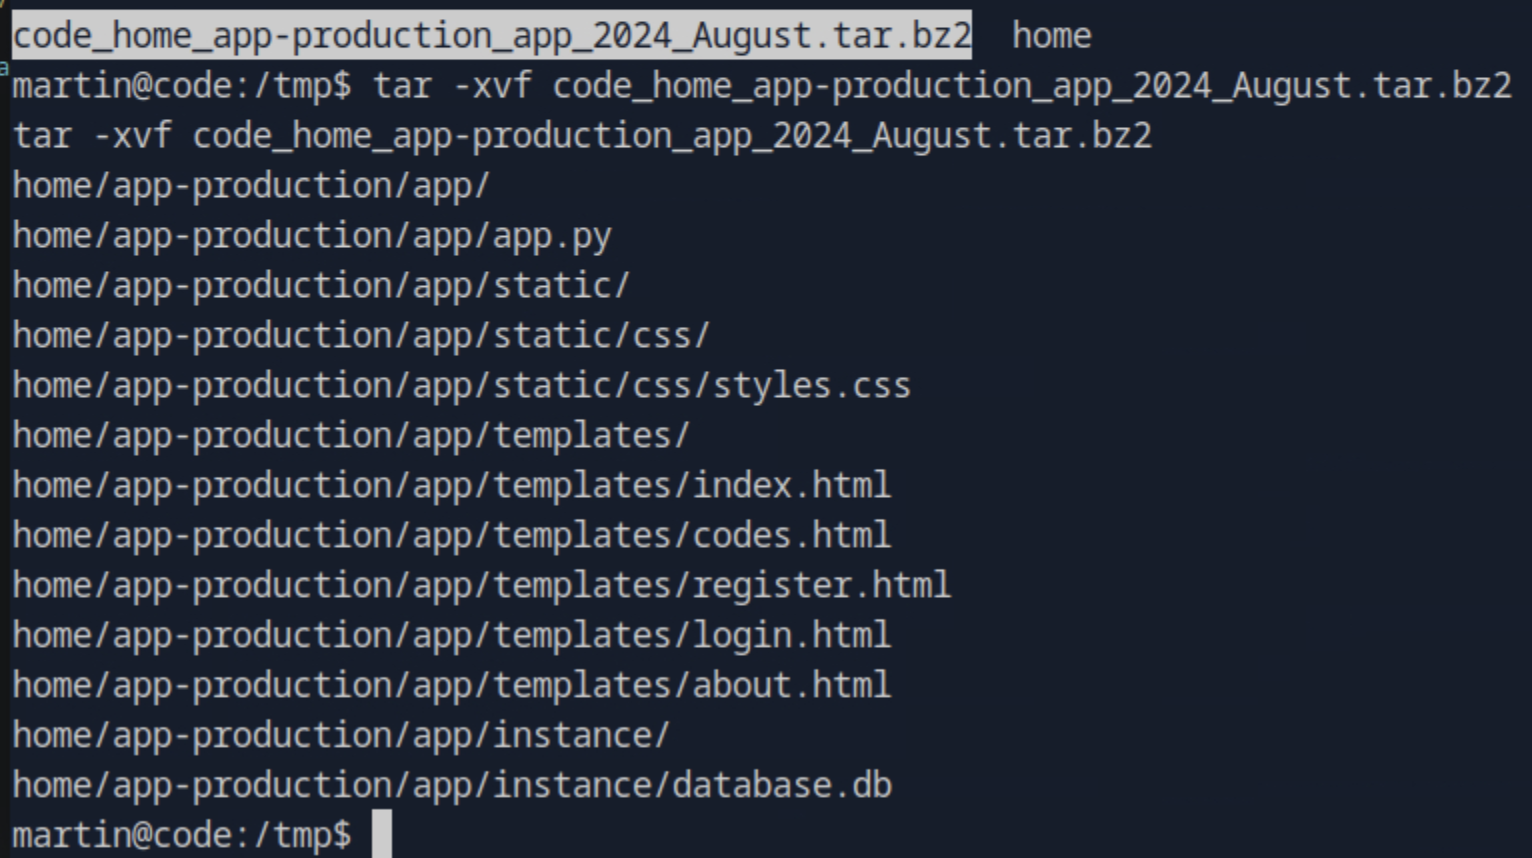 code_home_app-production_app_2024_August.tar.bz2  home
martin@code:/tmp$ tar -xvf code_home_app-production_app_2024_August.tar.bz2
tar -xvf code_home_app-production_app_2024_August.tar.bz2
home/app-production/app/
home/app-production/app/app.py
home/app-production/app/static/
home/app-production/app/static/css/
home/app-production/app/static/css/styles.css
home/app-production/app/templates/
home/app-production/app/templates/index.html
home/app-production/app/templates/codes.html
home/app-production/app/templates/register.html
home/app-production/app/templates/login.html
home/app-production/app/templates/about.html
home/app-production/app/instance/
home/app-production/app/instance/database.db
martin@code:/tmp$